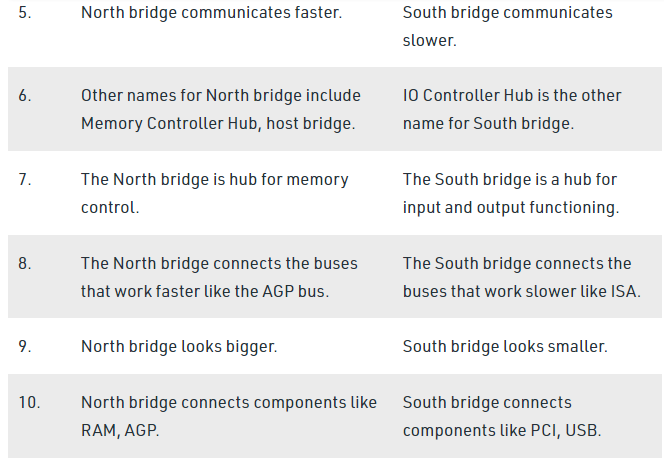 5. North bridge communicates faster. South bridge communicates
slower.
6. Other names for North bridge include IO Controller Hub is the other
Memory Controller Hub, host bridge. name for South bridge.
7. The North bridge is hub for memory The South bridge is a hub for
control. input and output functioning.
8. The North bridge connects the buses The South bridge connects the
that work faster like the AGP bus. buses that work slower like ISA.
9. North bridge looks bigger. South bridge looks smaller.
10. North bridge connects components like South bridge connects
RAM, AGP. components like PCI, USB.